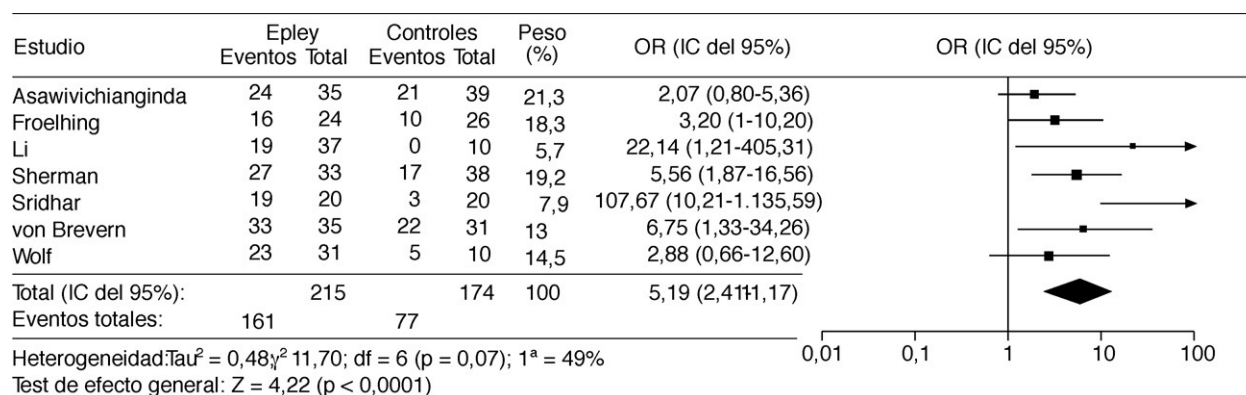 Estudio Epley Controles Peso OR (IC del 95%) OR (IC del 95%)
Eventos Total Eventos Total (%)
Asawivichianginda 24 35 21 39 21,3 2,07 (0,80-5,36)
Froelhing 16 24 10 26 18,3 3,20 (1-10,20)
Li 19 37 0 10 5,7 22,14 (1,21-405,31)
Sherman 27 33 17 38 19,2 5,56 (1,87-16,56)
Sridhar 19 20 3 20 7,9 107,67 (10,21-1.135,59)
von Brevern 33 35 22 31 13 6,75 (1,33-34,26)
Wolf 23 31 5 10 14,5 2,88 (0,66-12,60)
Total (IC del 95%): 215 174 100 5,19 (2,41-11,17)
Eventos totales: 161 77
0,01 0,1 1 10 100
Heterogeneidad:Tau² = 0,48;χ² 11,70; df = 6 (p = 0,07); 1ª = 49%
Test de efecto general: Z = 4,22 (p < 0,0001)